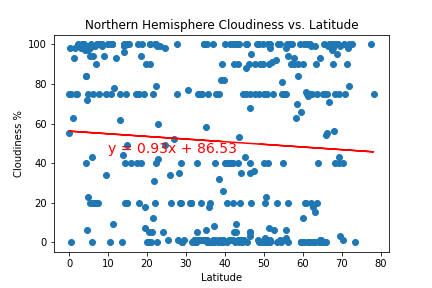 Northern Hemisphere Cloudiness vs. Latitude
100
80
60
40
20
0
Cloudiness %
y = 0.93x + 86.53
0 10 20 30 40 50 60 70 80
Latitude